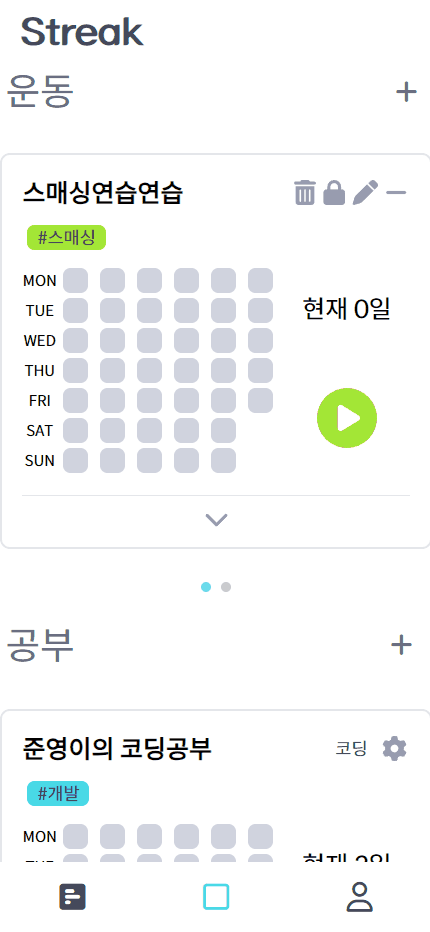 Streak
운동
스매싱연습연습
#스매싱
MON
TUE
현재 0일
WED
THU
FRI
SAT
SUN
공부
준영이의 코딩공부
코딩
#개발
MON